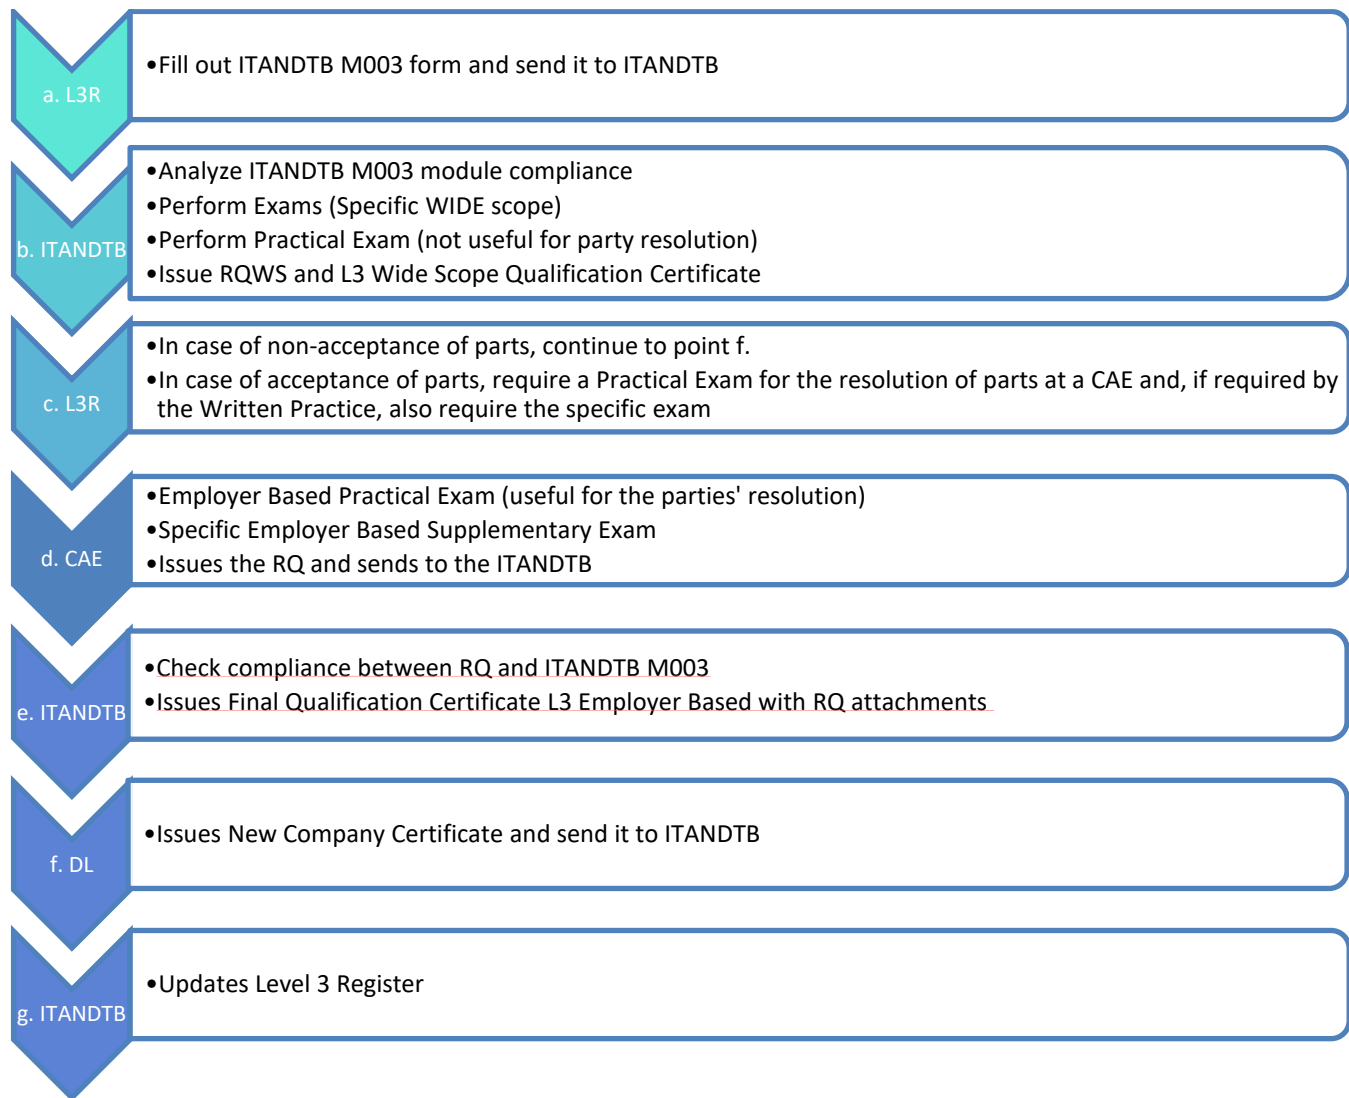 a. L3R
•Fill out ITANDTB M003 form and send it to ITANDTB
b. ITANDTB
•Analyze ITANDTB M003 module compliance
•Perform Exams (Specific WIDE scope)
•Perform Practical Exam (not useful for party resolution)
•Issue RQWS and L3 Wide Scope Qualification Certificate
c. L3R
•In case of non-acceptance of parts, continue to point f.
•In case of acceptance of parts, require a Practical Exam for the resolution of parts at a CAE and, if required by
the Written Practice, also require the specific exam
d. CAE
•Employer Based Practical Exam (useful for the parties' resolution)
•Specific Employer Based Supplementary Exam
•Issues the RQ and sends to the ITANDTB
e. ITANDTB
•Check compliance between RQ and ITANDTB M003
•Issues Final Qualification Certificate L3 Employer Based with RQ attachments
f. DL
•Issues New Company Certificate and send it to ITANDTB
g. ITANDTB
•Updates Level 3 Register